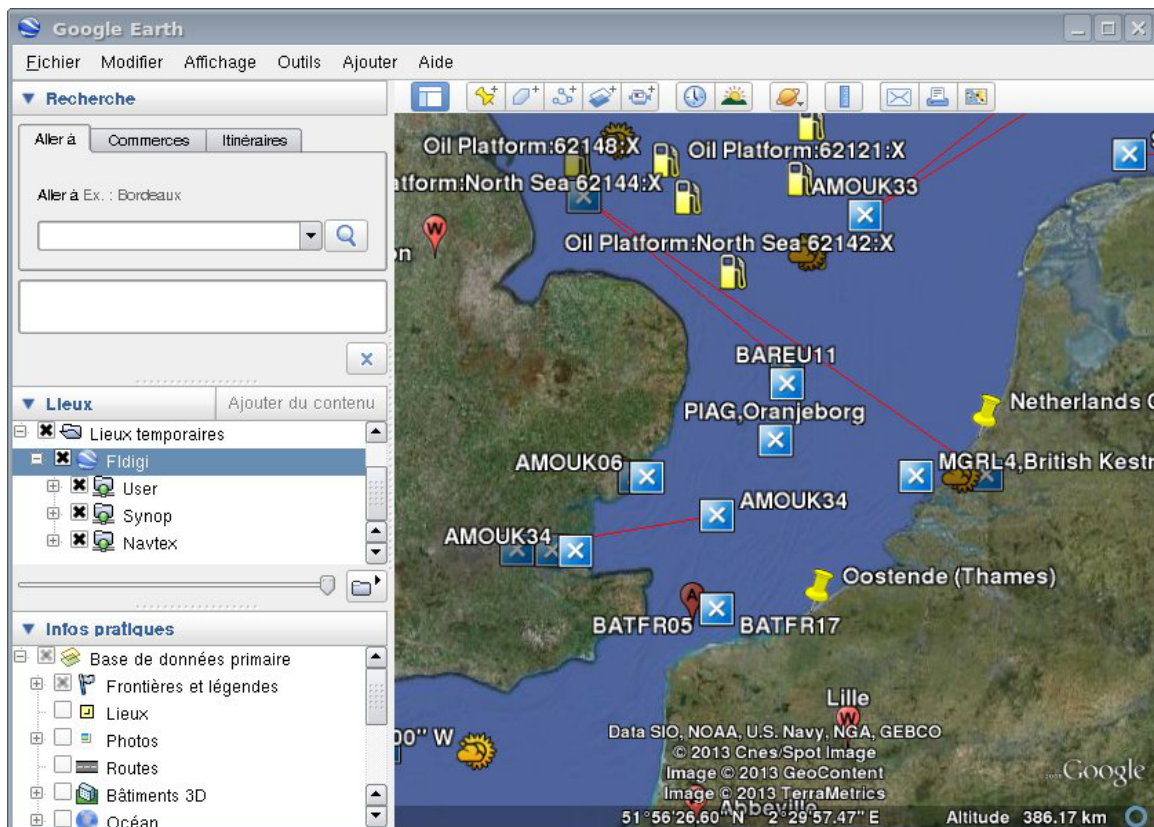 Google Earth
Fichier Modifier Affichage Outils Ajouter Aide
Recherche
Aller à Commerces Itinéraires
Aller à Ex. : Bordeaux
Lieux Ajouter du contenu
Lieux temporaires
Fldigi
User
Synop
Navtex
Infos pratiques
Base de données primaire
Frontières et légendes
Lieux
Photos
Routes
Bâtiments 3D
Océan
Oil Platform:62148:X
Oil Platform:62121:X
atform:North Sea 62144:X
AMOUK33
W
on
Oil Platform:North Sea 62142:X
BAREU11
PIAG,Oranjeborg
Netherlands C
AMOUK06
MGRL4,British Kestr
AMOUK34
AMOUK34
Oostende (Thames)
A
BATFR05
BATFR17
Lille
W
00" W
Data SIO, NOAA, U.S. Navy, NGA, GEBCO
© 2013 Cnes/Spot Image
Image © 2013 GeoContent
Image © 2013 TerraMetrics
Google
Abbeville
51°56'26.60" N 2°29'57.47" E Altitude 386.17 km